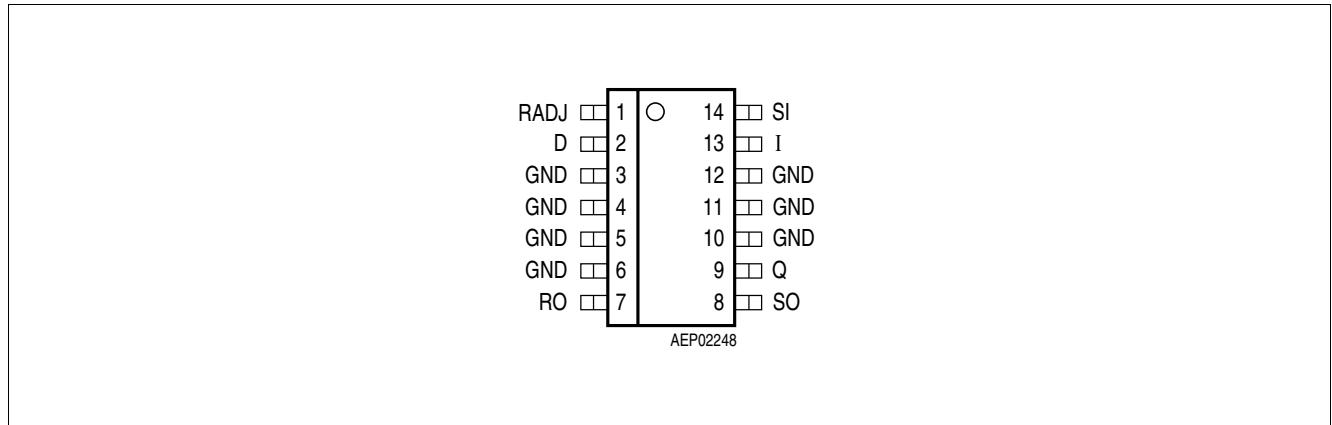 RADJ 1 14 SI
D 2 13 I
GND 3 12 GND
GND 4 11 GND
GND 5 10 GND
GND 6 9 Q
RO 7 8 SO
AEP02248